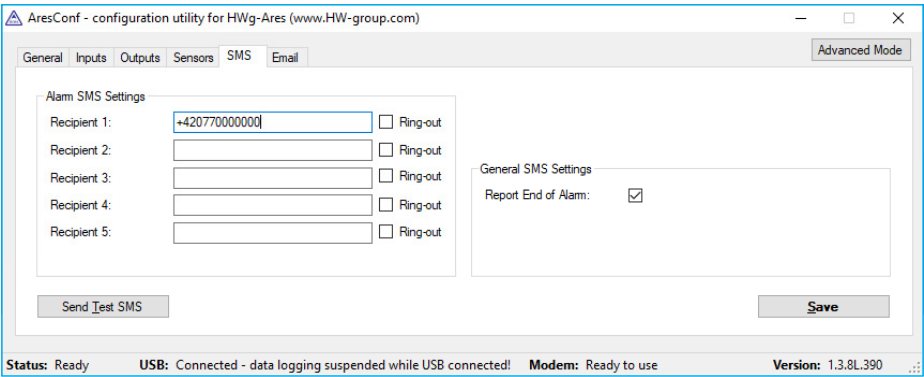 AresConf - configuration utility for HWg-Ares (www.HW-group.com)
General Inputs Outputs Sensors SMS Email
Advanced Mode
Alarm SMS Settings
Recipient 1: +420770000000 Ring-out
Recipient 2: Ring-out
Recipient 3: Ring-out
Recipient 4: Ring-out
Recipient 5: Ring-out
General SMS Settings
Report End of Alarm:
Send Test SMS
Save
Status: Ready USB: Connected - data logging suspended while USB connected! Modem: Ready to use Version: 1.3.8L.390